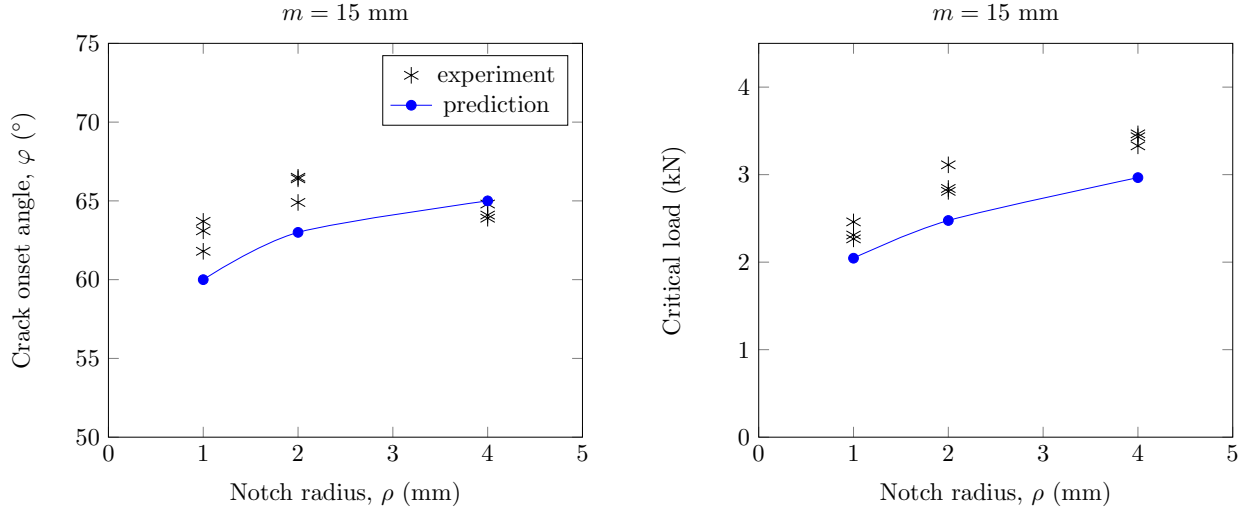 m = 15 mm
75
70
65
60
55
50
0
1
2
3
4
5
Crack onset angle, φ (°)
Notch radius, ρ (mm)
experiment
prediction
m = 15 mm
4
3
2
1
0
0
1
2
3
4
5
Critical load (kN)
Notch radius, ρ (mm)